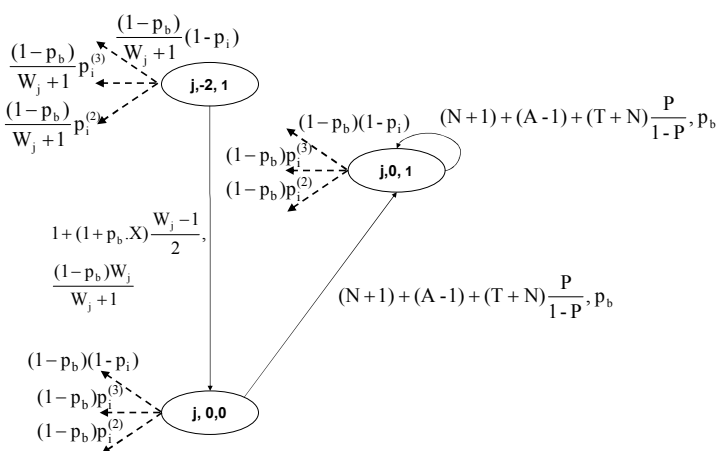 (1−p_b)/(W_j+1) (1-p_i)
(1−p_b)/(W_j+1) p_i^(3)
(1−p_b)/(W_j+1) p_i^(2)
j,-2, 1
(N+1)+(A-1)+(T+N) P/(1-P), p_b
(1−p_b)(1-p_i)
(1−p_b)p_i^(3)
(1−p_b)p_i^(2)
j,0, 1
1+(1+p_b.X) (W_j−1)/2,
(1−p_b)W_j/(W_j+1)
(N+1)+(A-1)+(T+N) P/(1-P), p_b
(1−p_b)(1-p_i)
(1−p_b)p_i^(3)
(1−p_b)p_i^(2)
j, 0,0